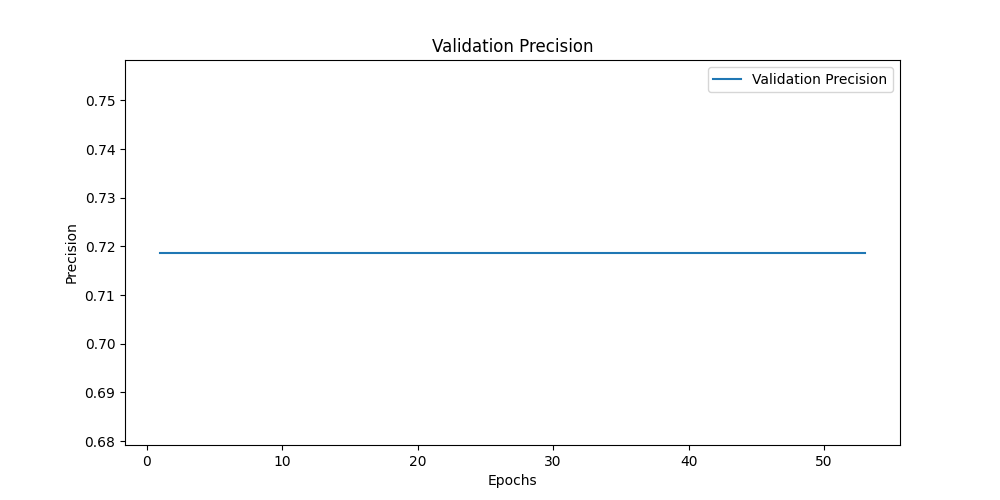 Validation Precision
Validation Precision
0.75
0.74
0.73
0.72
0.71
0.70
0.69
0.68
Precision
0 10 20 30 40 50
Epochs